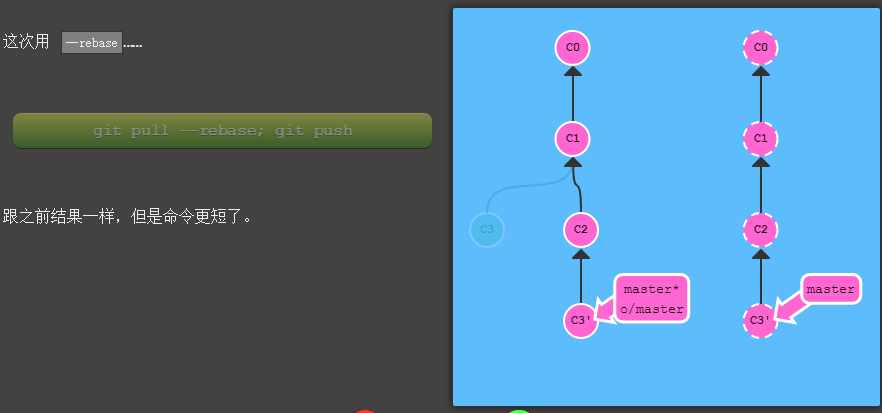 这次用 —rebase……
git pull --rebase; git push
跟之前结果一样，但是命令更短了。
C0
C1
C3
C2
master*
o/master
C3'
C0
C1
C2
master
C3'